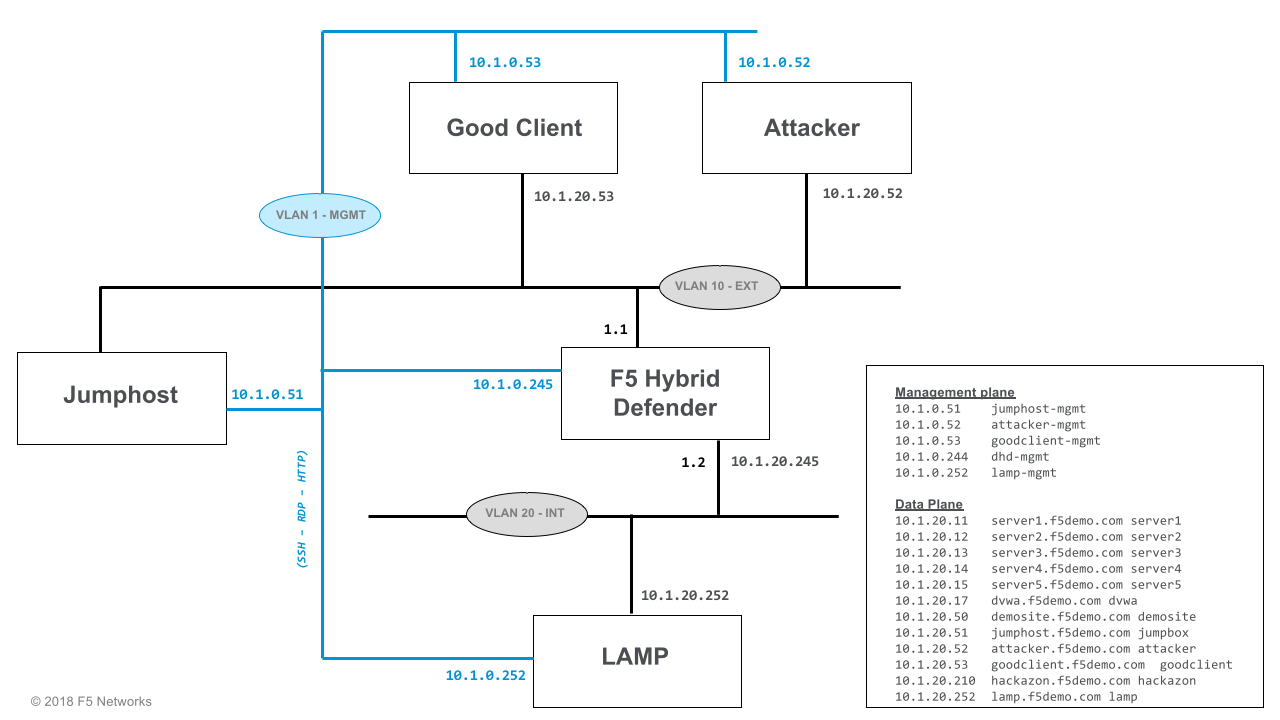 10.1.0.53
10.1.0.52
Good Client
Attacker
10.1.20.53
10.1.20.52
VLAN 1 - MGMT
VLAN 10 - EXT
1.1
Jumphost
10.1.0.51
10.1.0.245
F5 Hybrid
Defender
1.2
10.1.20.245
(SSH – RDP – HTTP)
VLAN 20 - INT
10.1.20.252
LAMP
10.1.0.252
Management plane
10.1.0.51 jumphost-mgmt
10.1.0.52 attacker-mgmt
10.1.0.53 goodclient-mgmt
10.1.0.244 dhd-mgmt
10.1.0.252 lamp-mgmt
Data Plane
10.1.20.11 server1.f5demo.com server1
10.1.20.12 server2.f5demo.com server2
10.1.20.13 server3.f5demo.com server3
10.1.20.14 server4.f5demo.com server4
10.1.20.15 server5.f5demo.com server5
10.1.20.17 dvwa.f5demo.com dvwa
10.1.20.50 demosite.f5demo.com demosite
10.1.20.51 jumphost.f5demo.com jumpbox
10.1.20.52 attacker.f5demo.com attacker
10.1.20.53 goodclient.f5demo.com goodclient
10.1.20.210 hackazon.f5demo.com hackazon
10.1.20.252 lamp.f5demo.com lamp
© 2018 F5 Networks